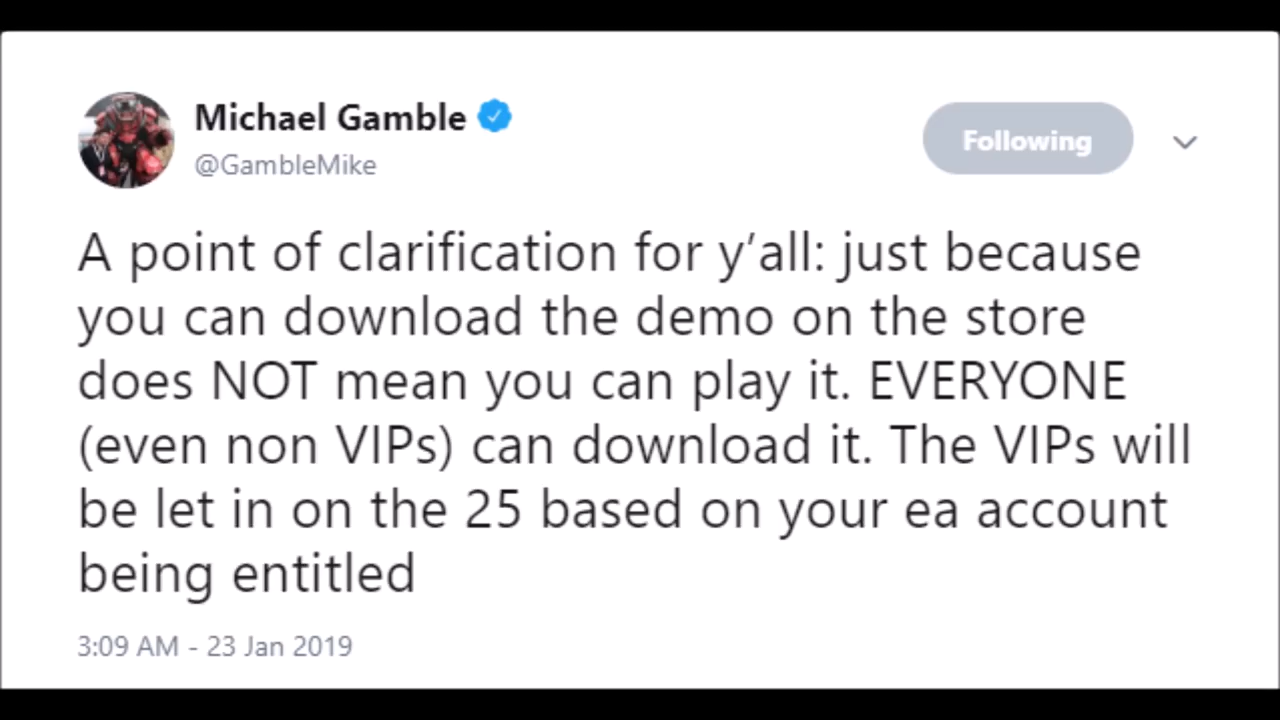 Michael Gamble
@GambleMike
Following
A point of clarification for y’all: just because
you can download the demo on the store
does NOT mean you can play it. EVERYONE
(even non VIPs) can download it. The VIPs will
be let in on the 25 based on your ea account
being entitled
3:09 AM - 23 Jan 2019